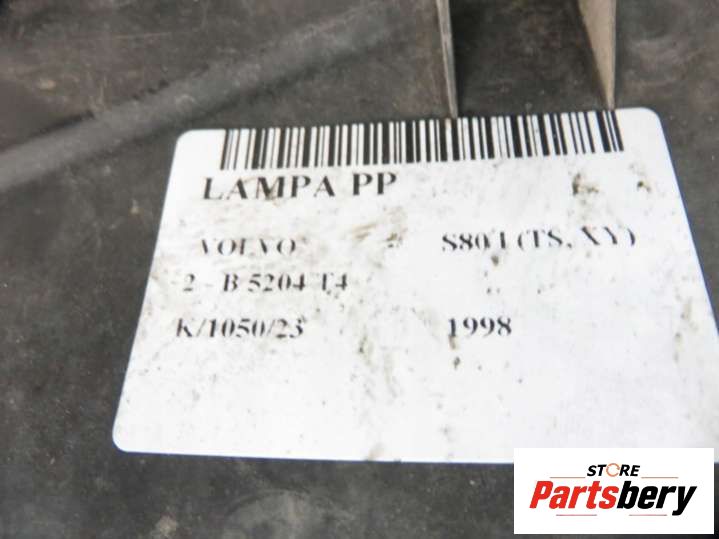 LAMPA PP
VOLVO - S80 I (TS, XY)
2 - B 5204 T4
K/1050/23 1998
STORE
Partsbery